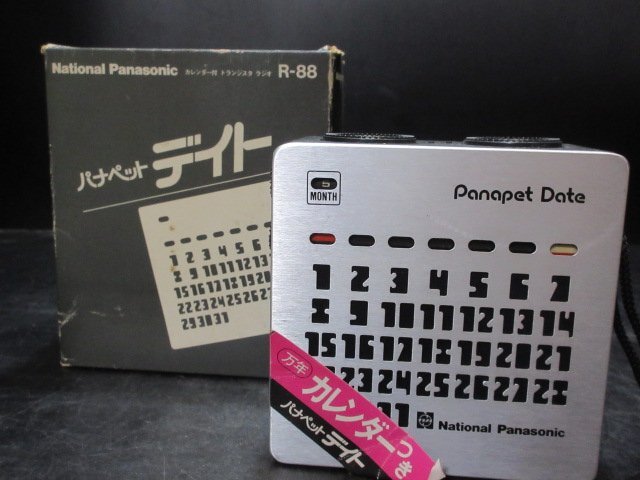 National Panasonic カレンダー付 トランジスタ ラジオ R-88
パナペット デイト
1 2 3 4 5 6
8 9 10 11 12 13
15 16 17 18 19 20
22 23 24 25 26 27
29 30 31
5
MONTH
Panapet Date
1 2 3 4 5 6 7
8 9 10 11 12 13 14
15 16 17 18 19 20 21
23 24 25 26 27 28
31
National Panasonic
万年
カレンダーつき
パナペット デイト